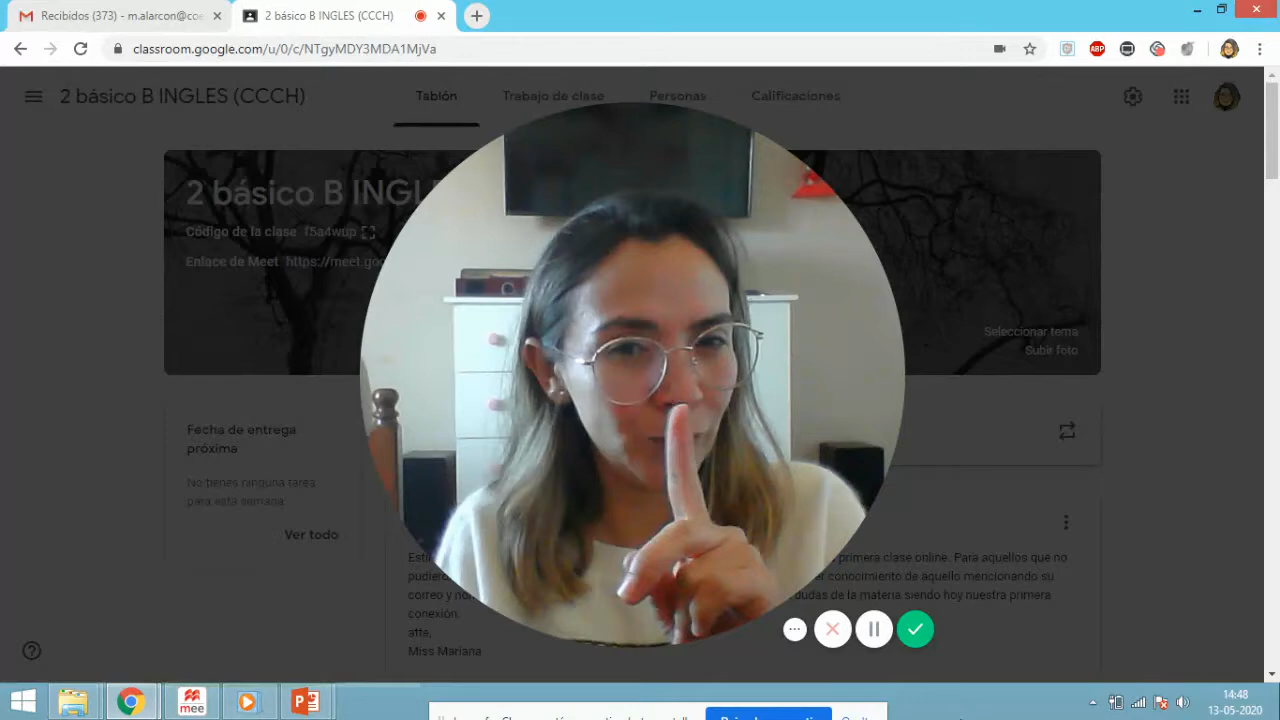 Recibidos (373) - m.alarcon@co
2 básico B INGLES (CCCH)
classroom.google.com/u/0/c/NTgyMDY3MDA1MjVa
ABP
2 básico B INGLES (CCCH)
Tablón
Trabajo de clase
Personas
Calificaciones
2 básico B INGL
Código de la clase f5a4wup
Enlace de Meet https://meet.go
Seleccionar tema
Subir foto
Fecha de entrega
próxima
No tienes ninguna tarea
para esta semana.
Ver todo
primera clase online. Para aquellos que no
conocimiento de aquello mencionando su
correo y dudas de la materia siendo hoy nuestra primera
conexión.
atte,
Miss Mariana
mee
14:48
13-05-2020